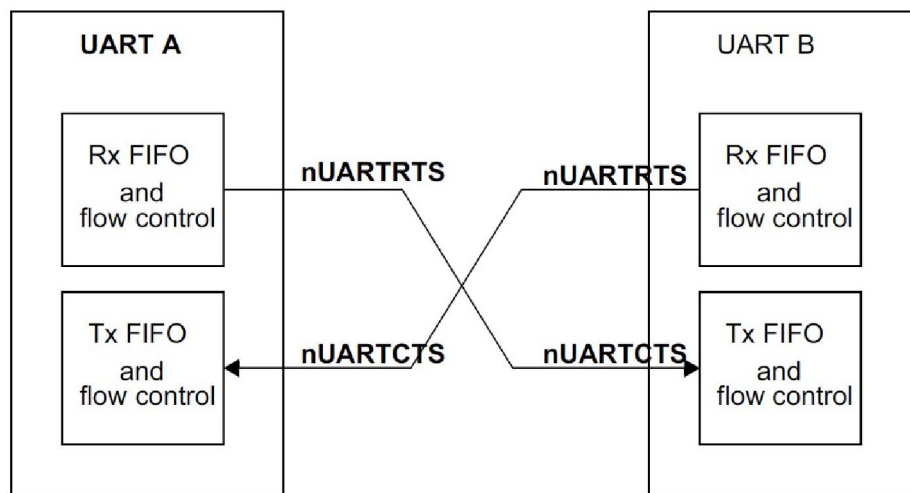 UART A
UART B
Rx FIFO
and
flow control
nUARTRTS
nUARTRTS
Rx FIFO
and
flow control
Tx FIFO
and
flow control
nUARTCTS
nUARTCTS
Tx FIFO
and
flow control